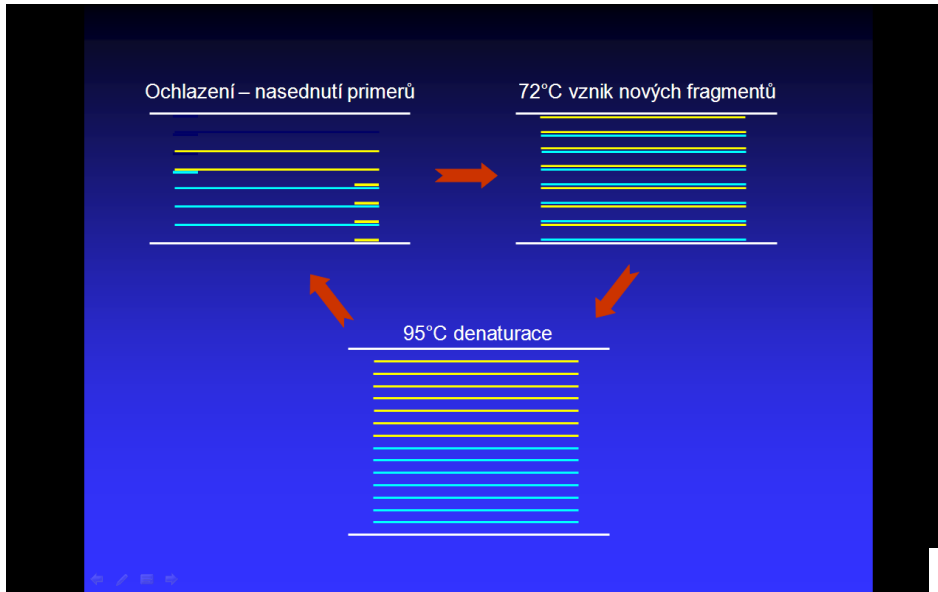 Ochlazení – nasednutí primerů
72°C vznik nových fragmentů
95°C denaturace